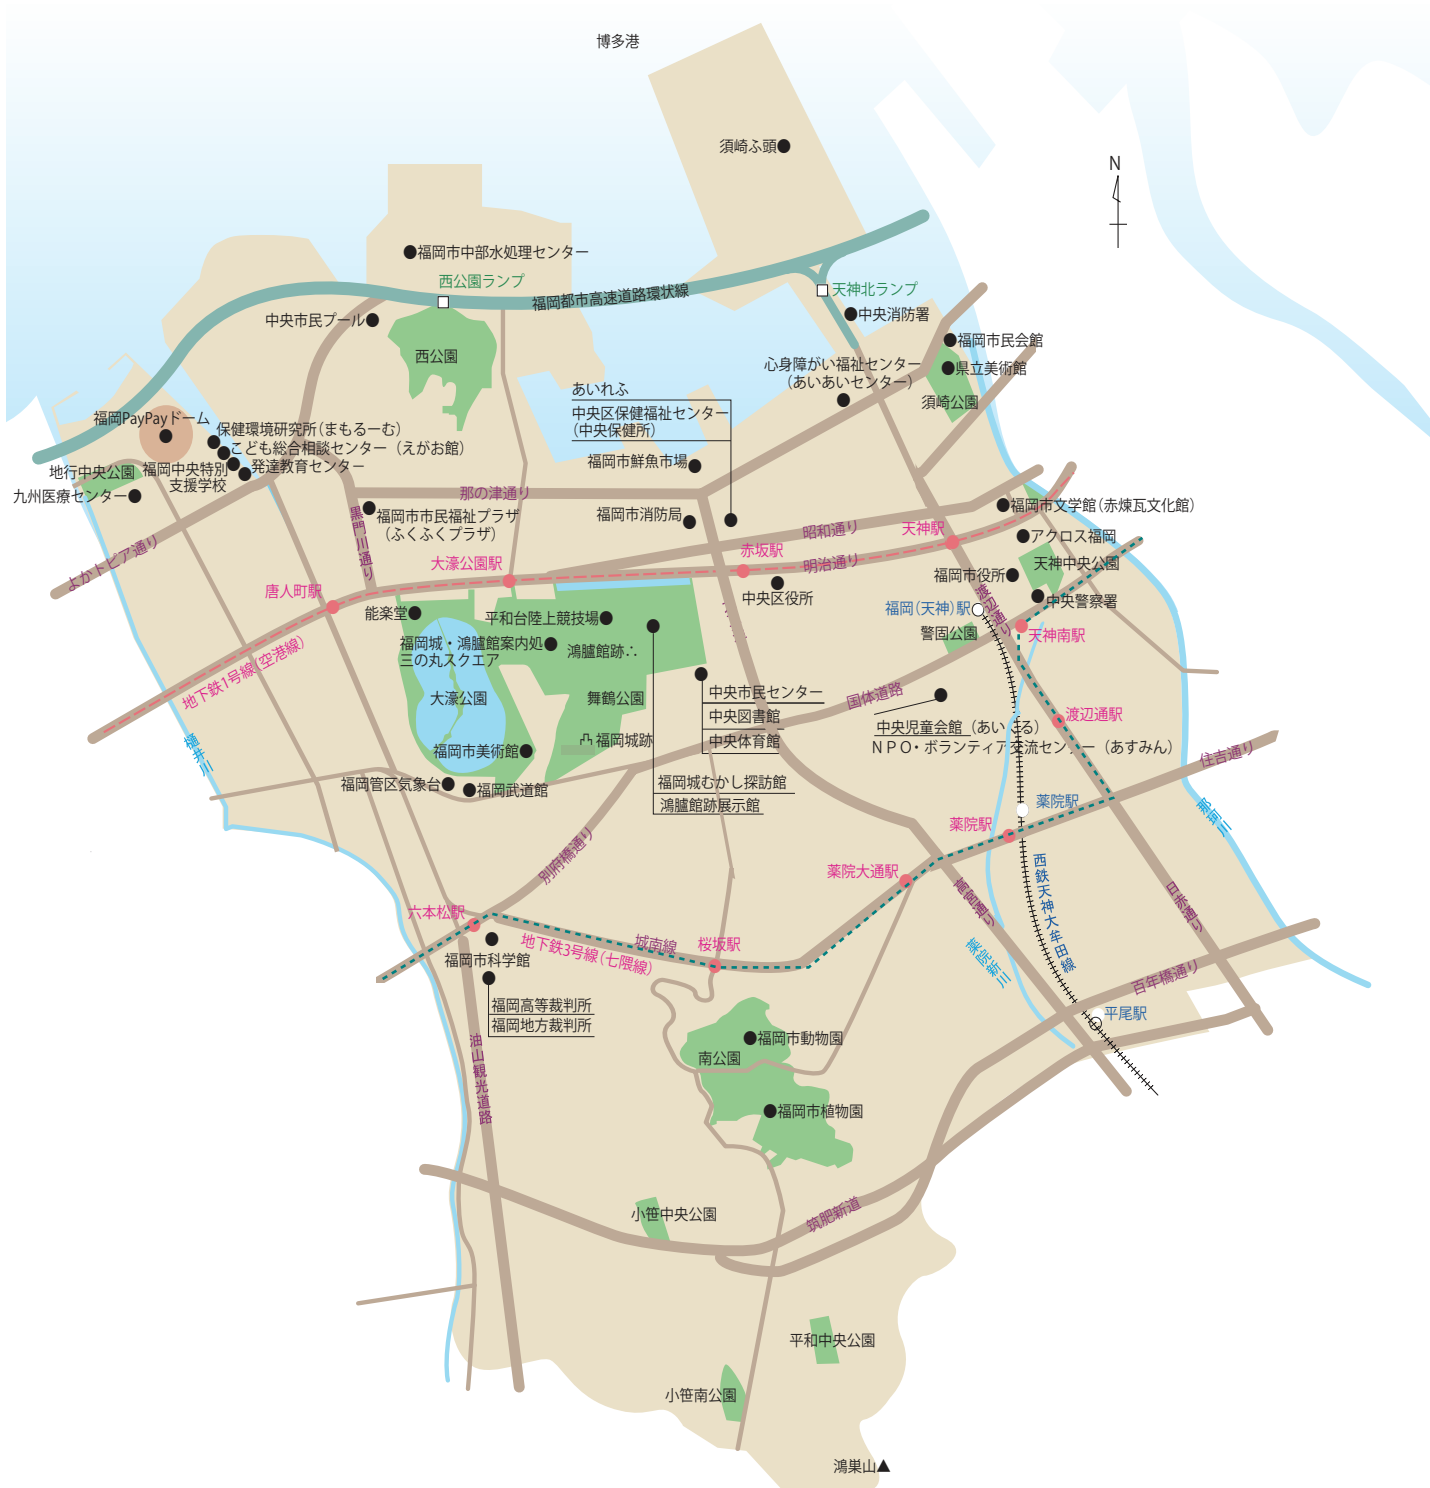 博多港
須崎ふ頭
N
福岡市中部水処理センター
西公園ランプ
福岡都市高速道路環状線
天神北ランプ
中央消防署
中央市民プール
西公園
福岡市民会館
県立美術館
心身障がい福祉センター
（あいあいセンター）
須崎公園
あいれふ
中央区保健福祉センター
（中央保健所）
福岡PayPayドーム
保健環境研究所（まもるーむ）
こども総合相談センター（えがお館）
発達教育センター
福岡中央特別
支援学校
地行中央公園
九州医療センター
福岡市鮮魚市場
那の津通り
福岡市消防局
福岡市市民福祉プラザ
（ふくふくプラザ）
黒門川通り
よかトピア通り
福岡市文学館（赤煉瓦文化館）
アクロス福岡
昭和通り
天神駅
天神中央公園
赤坂駅
明治通り
大濠公園駅
唐人町駅
中央区役所
福岡市役所
中央警察署
渡辺通り
福岡（天神）駅
警固公園
天神南駅
能楽堂
平和台陸上競技場
福岡城・鴻臚館案内処
三の丸スクエア
鴻臚館跡∴
大濠公園
舞鶴公園
地下鉄1号線（空港線）
樋井川
中央市民センター
中央図書館
中央体育館
国体道路
中央児童会館（あいくる）
NPO・ボランティア交流センター（あすみん）
渡辺通駅
住吉通り
福岡城跡
福岡市美術館
福岡管区気象台
福岡武道館
福岡城むかし探訪館
鴻臚館跡展示館
薬院駅
薬院駅
那珂川
別府橋通り
薬院大通駅
高宮通り
西鉄天神大牟田線
日赤通り
六本松駅
地下鉄3号線（七隈線）
城南線
桜坂駅
薬院新川
百年橋通り
福岡市科学館
福岡高等裁判所
福岡地方裁判所
平尾駅
油山観光道路
福岡市動物園
南公園
福岡市植物園
小笹中央公園
筑肥新道
平和中央公園
小笹南公園
鴻巣山▲